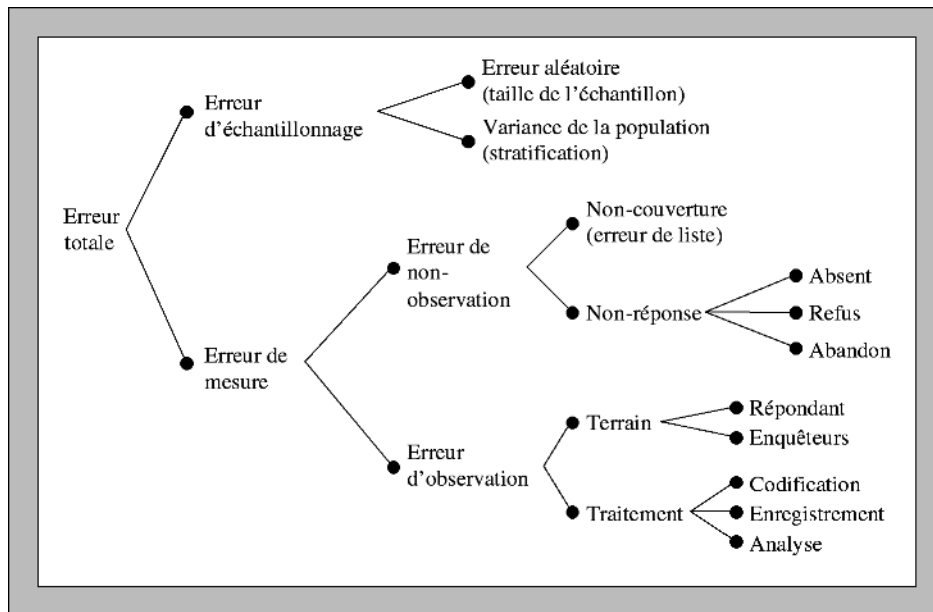 Erreur aléatoire
(taille de l'échantillon)
Erreur
d'échantillonnage
Variance de la population
(stratification)
Erreur
totale
Non-couverture
(erreur de liste)
Erreur de
non-
observation
Absent
Non-réponse
Refus
Abandon
Erreur de
mesure
Répondant
Terrain
Enquêteurs
Erreur
d'observation
Codification
Traitement
Enregistrement
Analyse